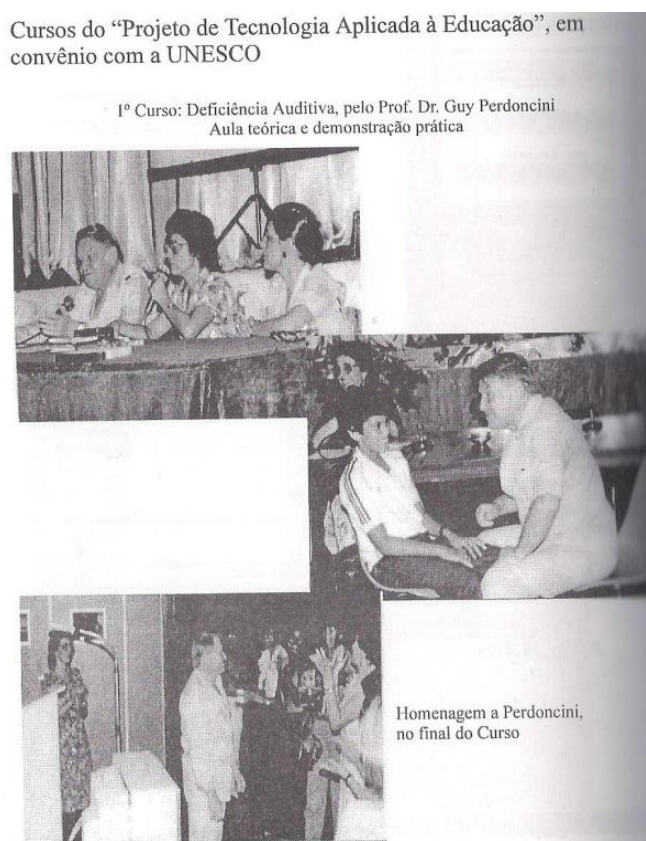 Cursos do “Projeto de Tecnologia Aplicada à Educação”, em
convênio com a UNESCO
1º Curso: Deficiência Auditiva, pelo Prof. Dr. Guy Perdoncini
Aula teórica e demonstração prática
Homenagem a Perdoncini,
no final do Curso